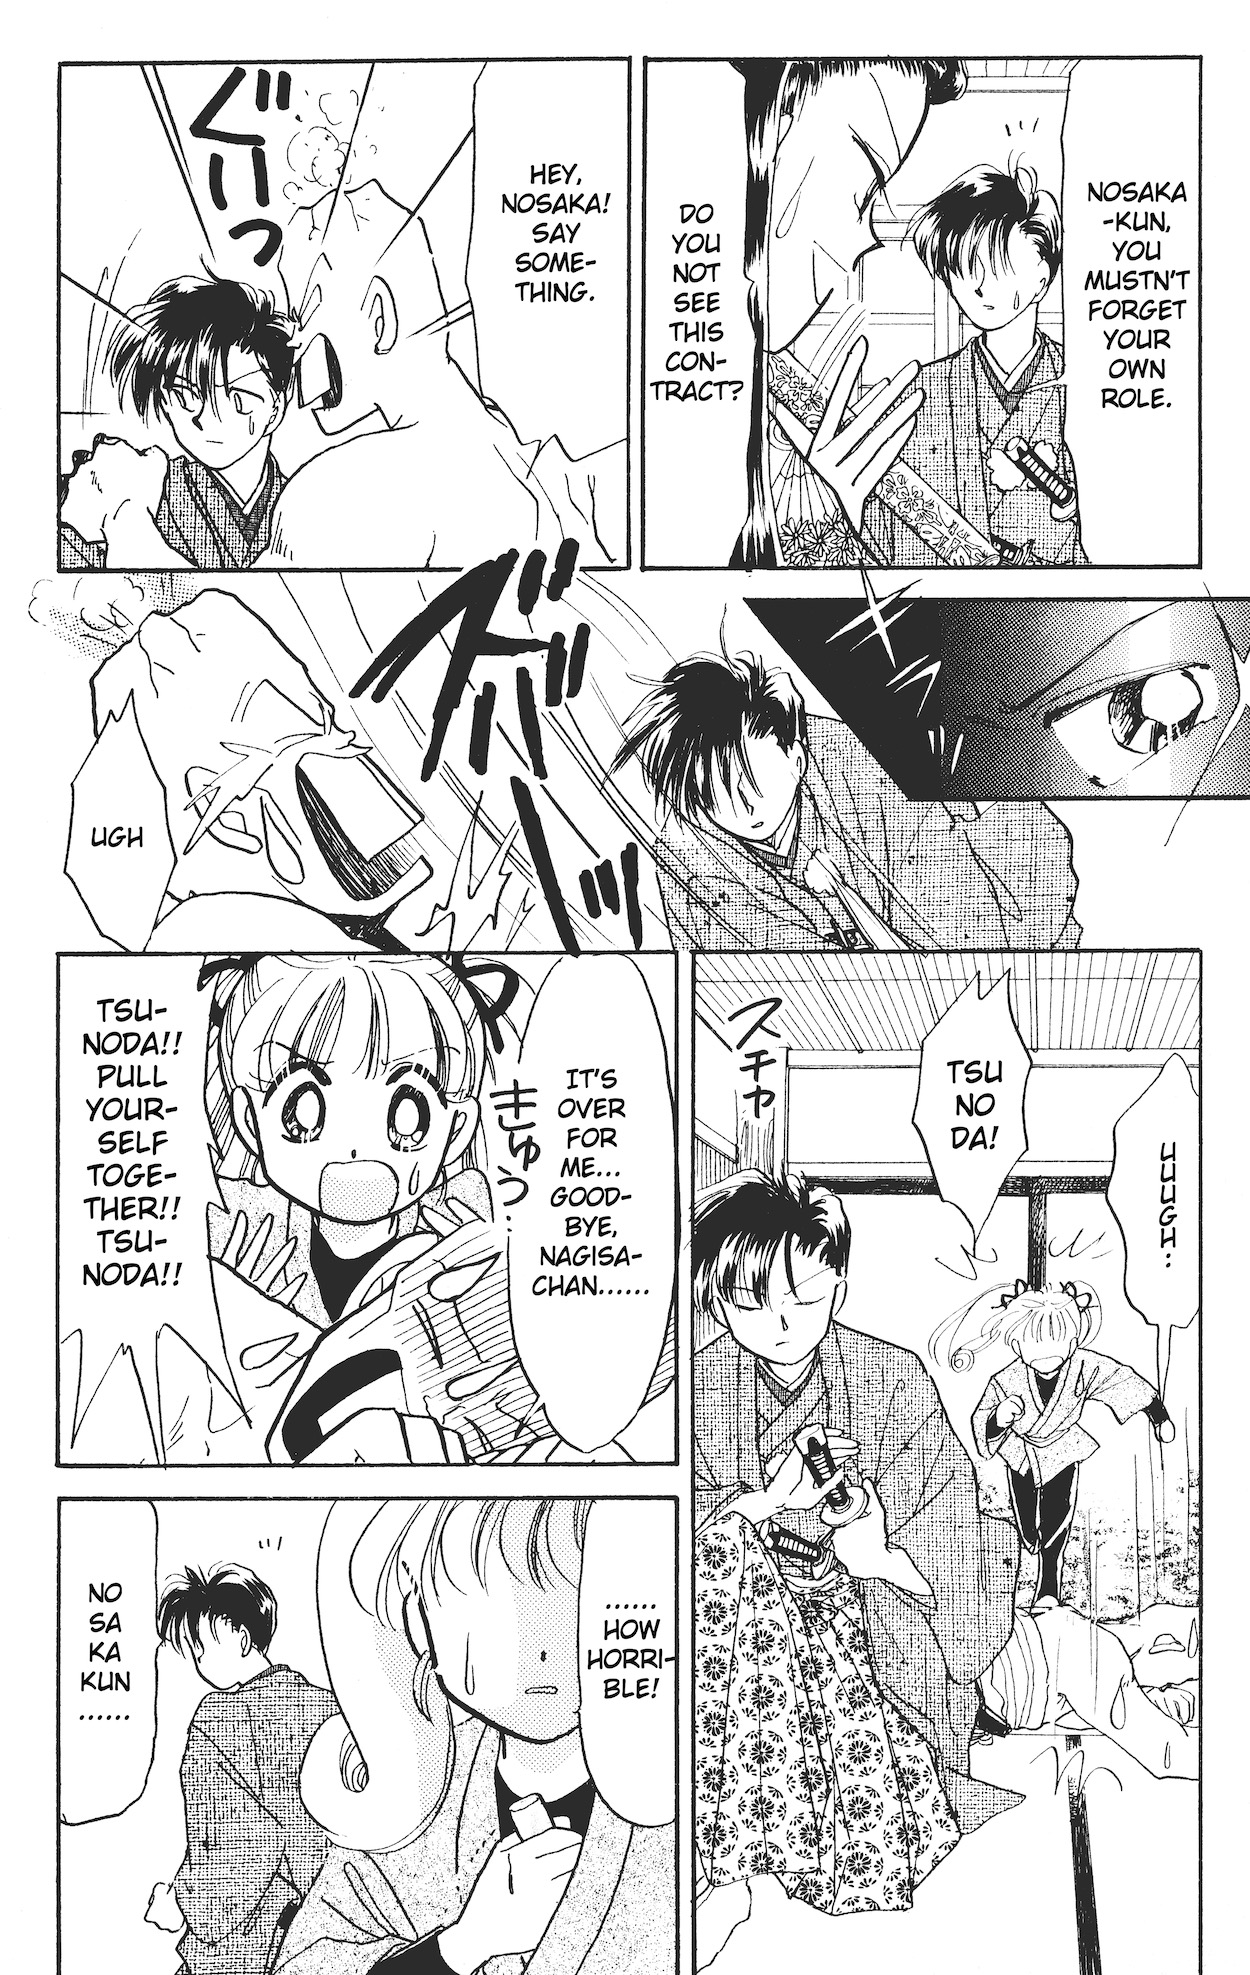 NOSAKA
-KUN,
YOU
MUSTN'T
FORGET
YOUR
OWN
ROLE.
DO
YOU
NOT
SEE
THIS
CON-
TRACT?
HEY,
NOSAKA!
SAY
SOME-
THING.
ぐいっ
ズバッ
UGH
UUUGH...
TSU
NO
DA!
スチャ
IT'S
OVER
FOR
ME...
GOOD-
BYE,
NAGISA-
CHAN......
きゅう...
TSU-
NODA!!
PULL
YOUR-
SELF
TOGE-
THER!!
TSU-
NODA!!
......
HOW
HORRI-
BLE!
NO
SA
KA
KUN
......